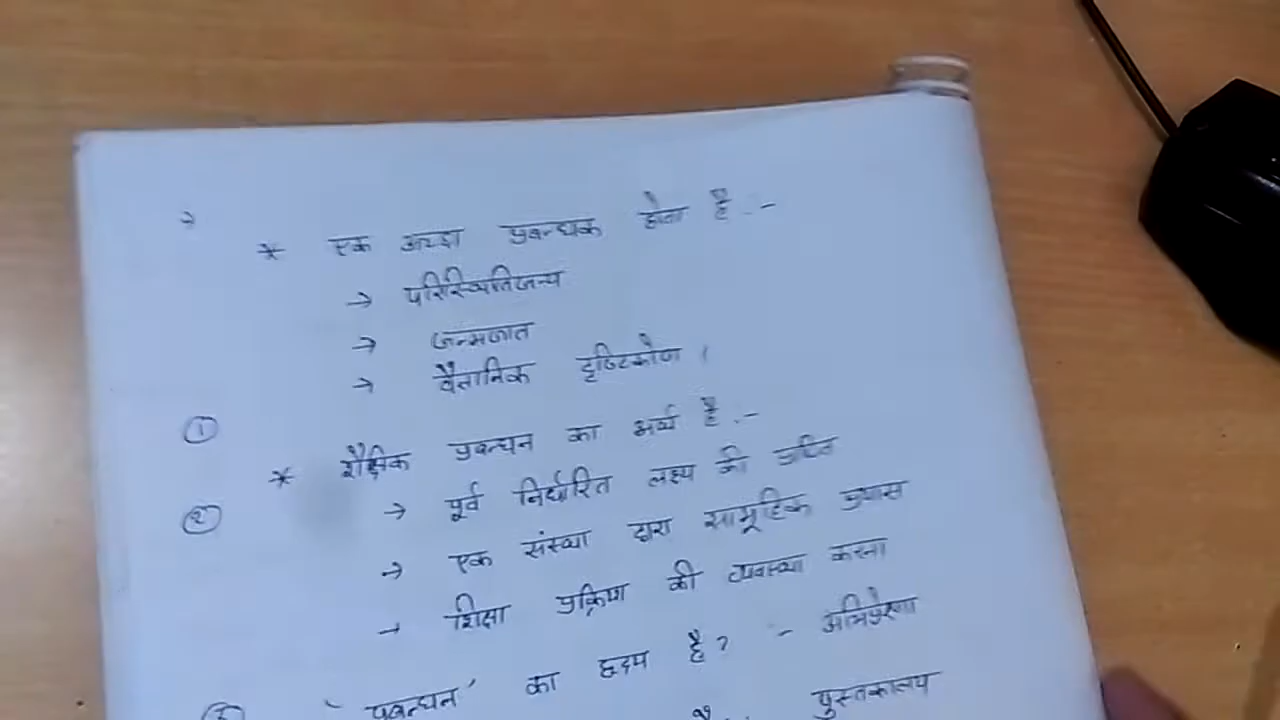 * एक अच्छा प्रबन्धक होता है :-
→ परिस्थितिजन्य
→ जन्मजात
→ वैज्ञानिक दृष्टिकोण ।
①
* शैक्षिक प्रबन्धन का अर्थ है :-
② → पूर्व निर्धारित लक्ष्य की प्राप्ति
→ एक संस्था द्वारा सामूहिक प्रयास
→ शिक्षा प्रक्रिया की व्यवस्था करना
③ 'प्रबन्धन' का हृदय है ? - अभिप्रेरणा
पुस्तकालय